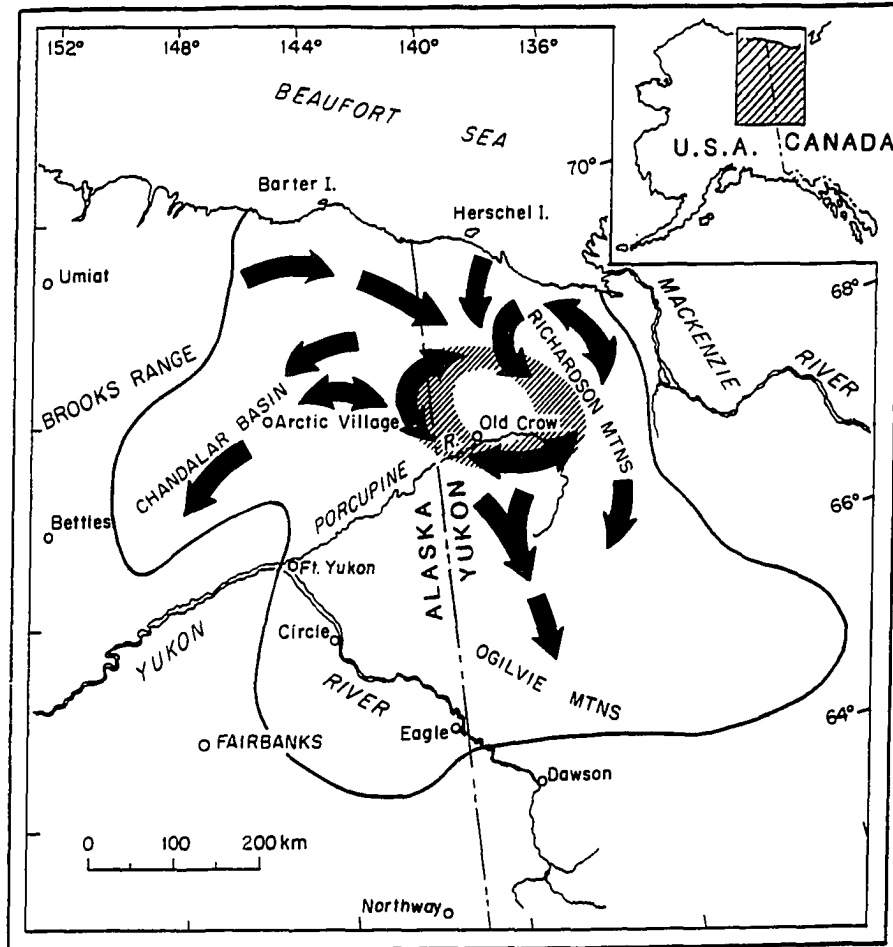 152° 148° 144° 140° 136°
BEAUFORT
SEA
U.S.A. CANADA
70°
Barter I.
Herschel I.
Umiat
68°
MACKENZIE
RIVER
RICHARDSON MTNS
BROOKS RANGE
CHANDALAR BASIN
Arctic Village
Old Crow
PORCUPINE
R.
66°
Bettles
ALASKA
YUKON
Ft. Yukon
Circle
YUKON
RIVER
OGILVIE
MTNS
64°
Eagle
FAIRBANKS
Dawson
0 100 200 km
Northway